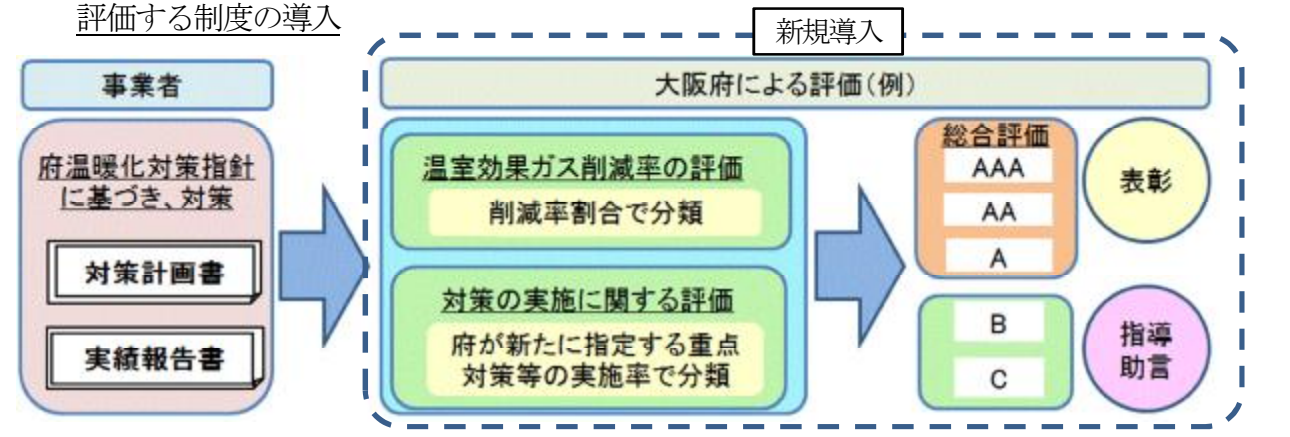 評価する制度の導入
新規導入
事業者
府温暖化対策指針
に基づき、対策
対策計画書
実績報告書
大阪府による評価(例)
温室効果ガス削減率の評価
削減率割合で分類
対策の実施に関する評価
府が新たに指定する重点
対策等の実施率で分類
総合評価
AAA
AA
A
表彰
B
C
指導
助言